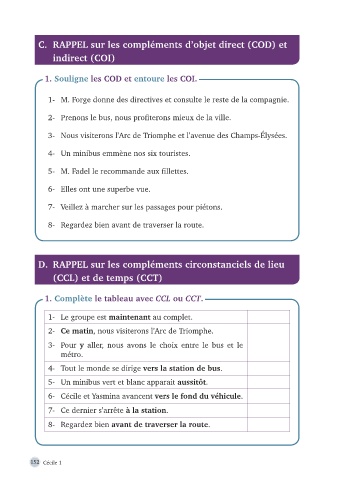 C. RAPPEL sur les compléments d'objet direct (COD) et
indirect (COI)
1. Souligne les COD et entoure les COI.
1- M. Forge donne des directives et consulte le reste de la compagnie.
2- Prenons le bus, nous profiterons mieux de la ville.
3- Nous visiterons l'Arc de Triomphe et l'avenue des Champs-Élysées.
4- Un minibus emmène nos six touristes.
5- M. Fadel le recommande aux fillettes.
6- Elles ont une superbe vue.
7- Veillez à marcher sur les passages pour piétons.
8- Regardez bien avant de traverser la route.
D. RAPPEL sur les compléments circonstanciels de lieu
(CCL) et de temps (CCT)
1. Complète le tableau avec CCL ou CCT.
1- Le groupe est maintenant au complet.
2- Ce matin, nous visiterons l'Arc de Triomphe.
3- Pour y aller, nous avons le choix entre le bus et le
métro.
4- Tout le monde se dirige vers la station de bus.
5- Un minibus vert et blanc apparait aussitôt.
6- Cécile et Yasmina avancent vers le fond du véhicule.
7- Ce dernier s'arrête à la station.
8- Regardez bien avant de traverser la route.
152 Cécile 1